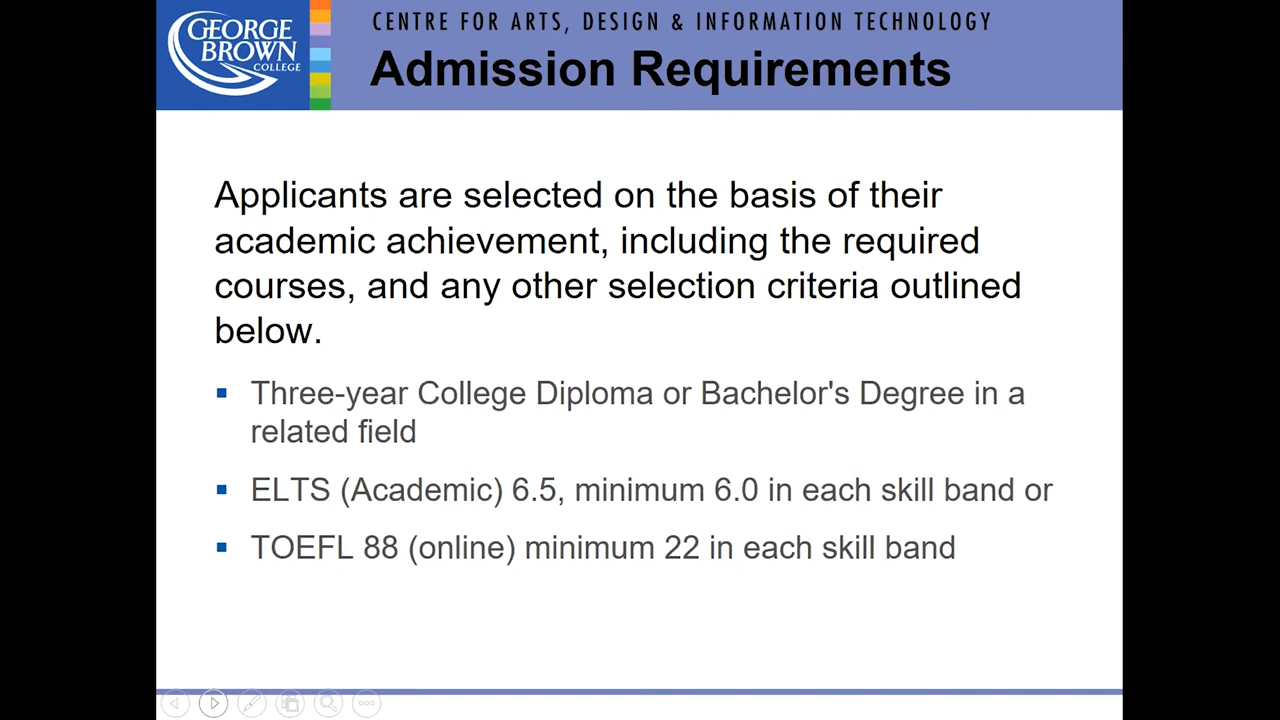 GEORGE
BROWN
COLLEGE
CENTRE FOR ARTS, DESIGN & INFORMATION TECHNOLOGY
Admission Requirements
Applicants are selected on the basis of their
academic achievement, including the required
courses, and any other selection criteria outlined
below.
▪ Three-year College Diploma or Bachelor's Degree in a
related field
▪ ELTS (Academic) 6.5, minimum 6.0 in each skill band or
▪ TOEFL 88 (online) minimum 22 in each skill band